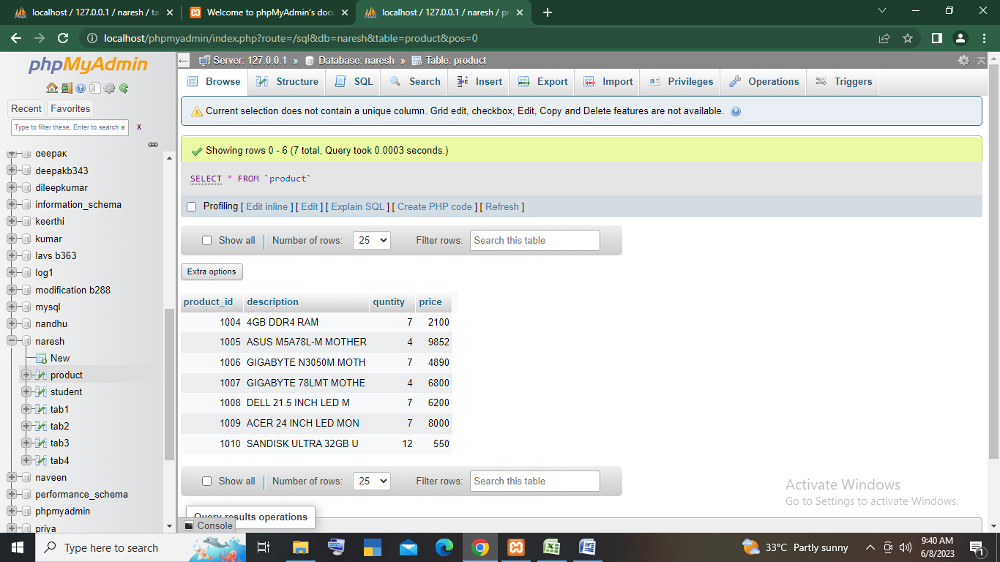 localhost / 127.0.0.1 / naresh / ta
Welcome to phpMyAdmin's docu
localhost / 127.0.0.1 / naresh / pr
localhost/phpmyadmin/index.php?route=/sql&db=naresh&table=product&pos=0
phpMyAdmin
Recent Favorites
Type to filter these, Enter to search al X
deepak
deepakb343
dileepkumar
information_schema
keerthi
kumar
lavs b363
log1
modification b288
mysql
nandhu
naresh
New
product
student
tab1
tab2
tab3
tab4
naveen
performance_schema
phpmyadmin
priya
Server: 127.0.0.1 » Database: naresh » Table: product
Browse Structure SQL Search Insert Export Import Privileges Operations Triggers
Current selection does not contain a unique column. Grid edit, checkbox, Edit, Copy and Delete features are not available.
Showing rows 0 - 6 (7 total, Query took 0.0003 seconds.)
SELECT * FROM `product`
Profiling [ Edit inline ] [ Edit ] [ Explain SQL ] [ Create PHP code ] [ Refresh ]
Show all | Number of rows: 25 Filter rows: Search this table
Extra options
product_id description quntity price
1004 4GB DDR4 RAM 7 2100
1005 ASUS M5A78L-M MOTHER 4 9852
1006 GIGABYTE N3050M MOTH 7 4890
1007 GIGABYTE 78LMT MOTHE 4 6800
1008 DELL 21.5 INCH LED M 7 6200
1009 ACER 24 INCH LED MON 7 8000
1010 SANDISK ULTRA 32GB U 12 550
Show all | Number of rows: 25 Filter rows: Search this table
Query results operations
Console
Activate Windows
Go to Settings to activate Windows.
Type here to search
33°C Partly sunny
9:40 AM
6/8/2023
1